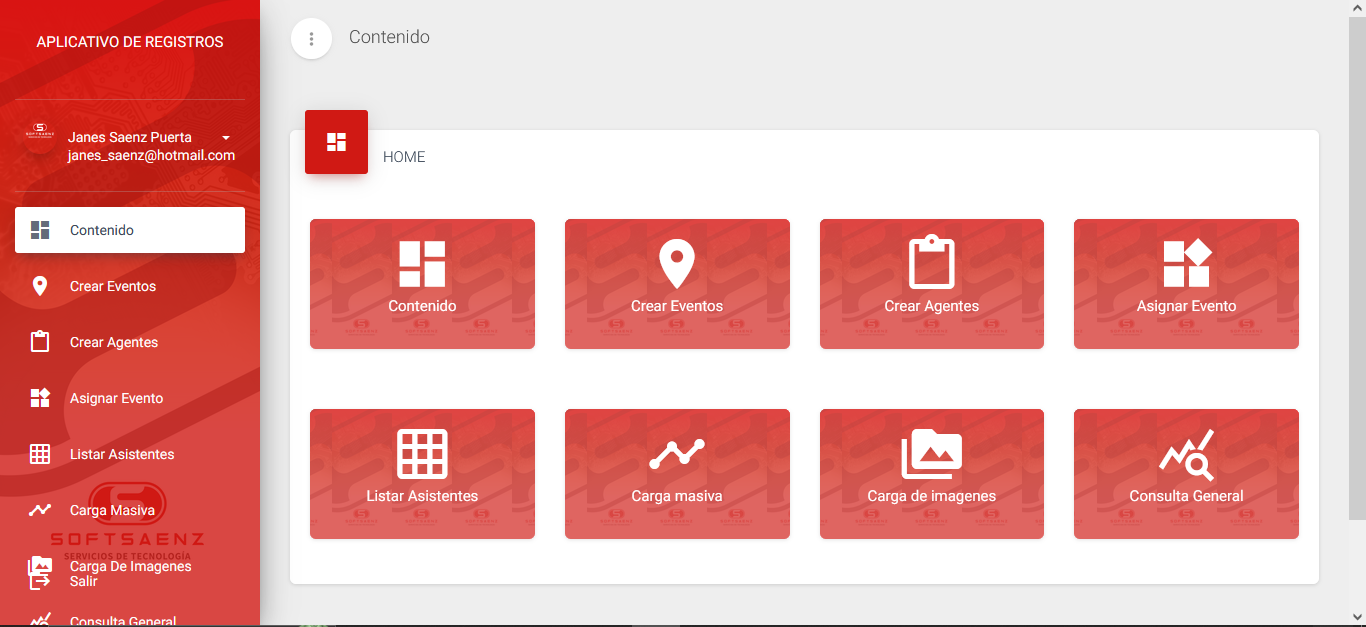 APLICATIVO DE REGISTROS
Janes Saenz Puerta
janes_saenz@hotmail.com
Contenido
Crear Eventos
Crear Agentes
Asignar Evento
Listar Asistentes
Carga Masiva
SOFTSAENZ
SERVICIOS DE TECNOLOGÍA
Carga De Imagenes
Salir
Consulta General
Contenido
HOME
Contenido
Crear Eventos
Crear Agentes
Asignar Evento
Listar Asistentes
Carga masiva
Carga de imagenes
Consulta General